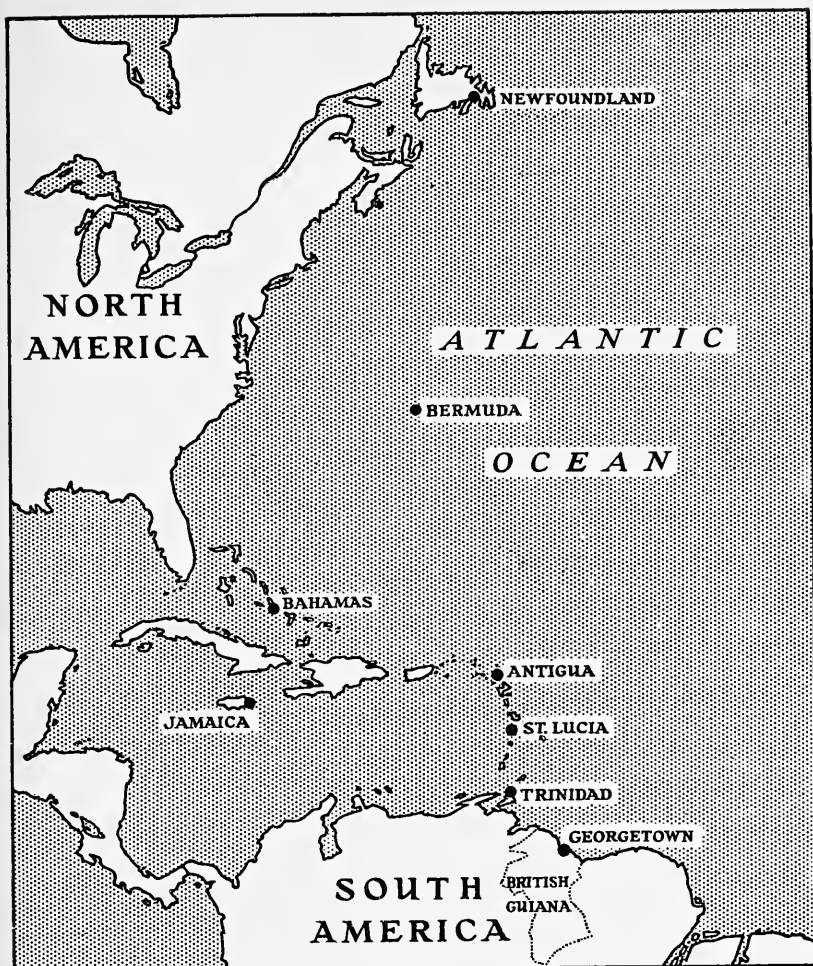 NEWFOUNDLAND
NORTH
AMERICA
ATLANTIC
BERMUDA
OCEAN
BAHAMAS
ANTIGUA
JAMAICA
ST. LUCIA
TRINIDAD
GEORGETOWN
SOUTH
AMERICA
BRITISH
GUIANA